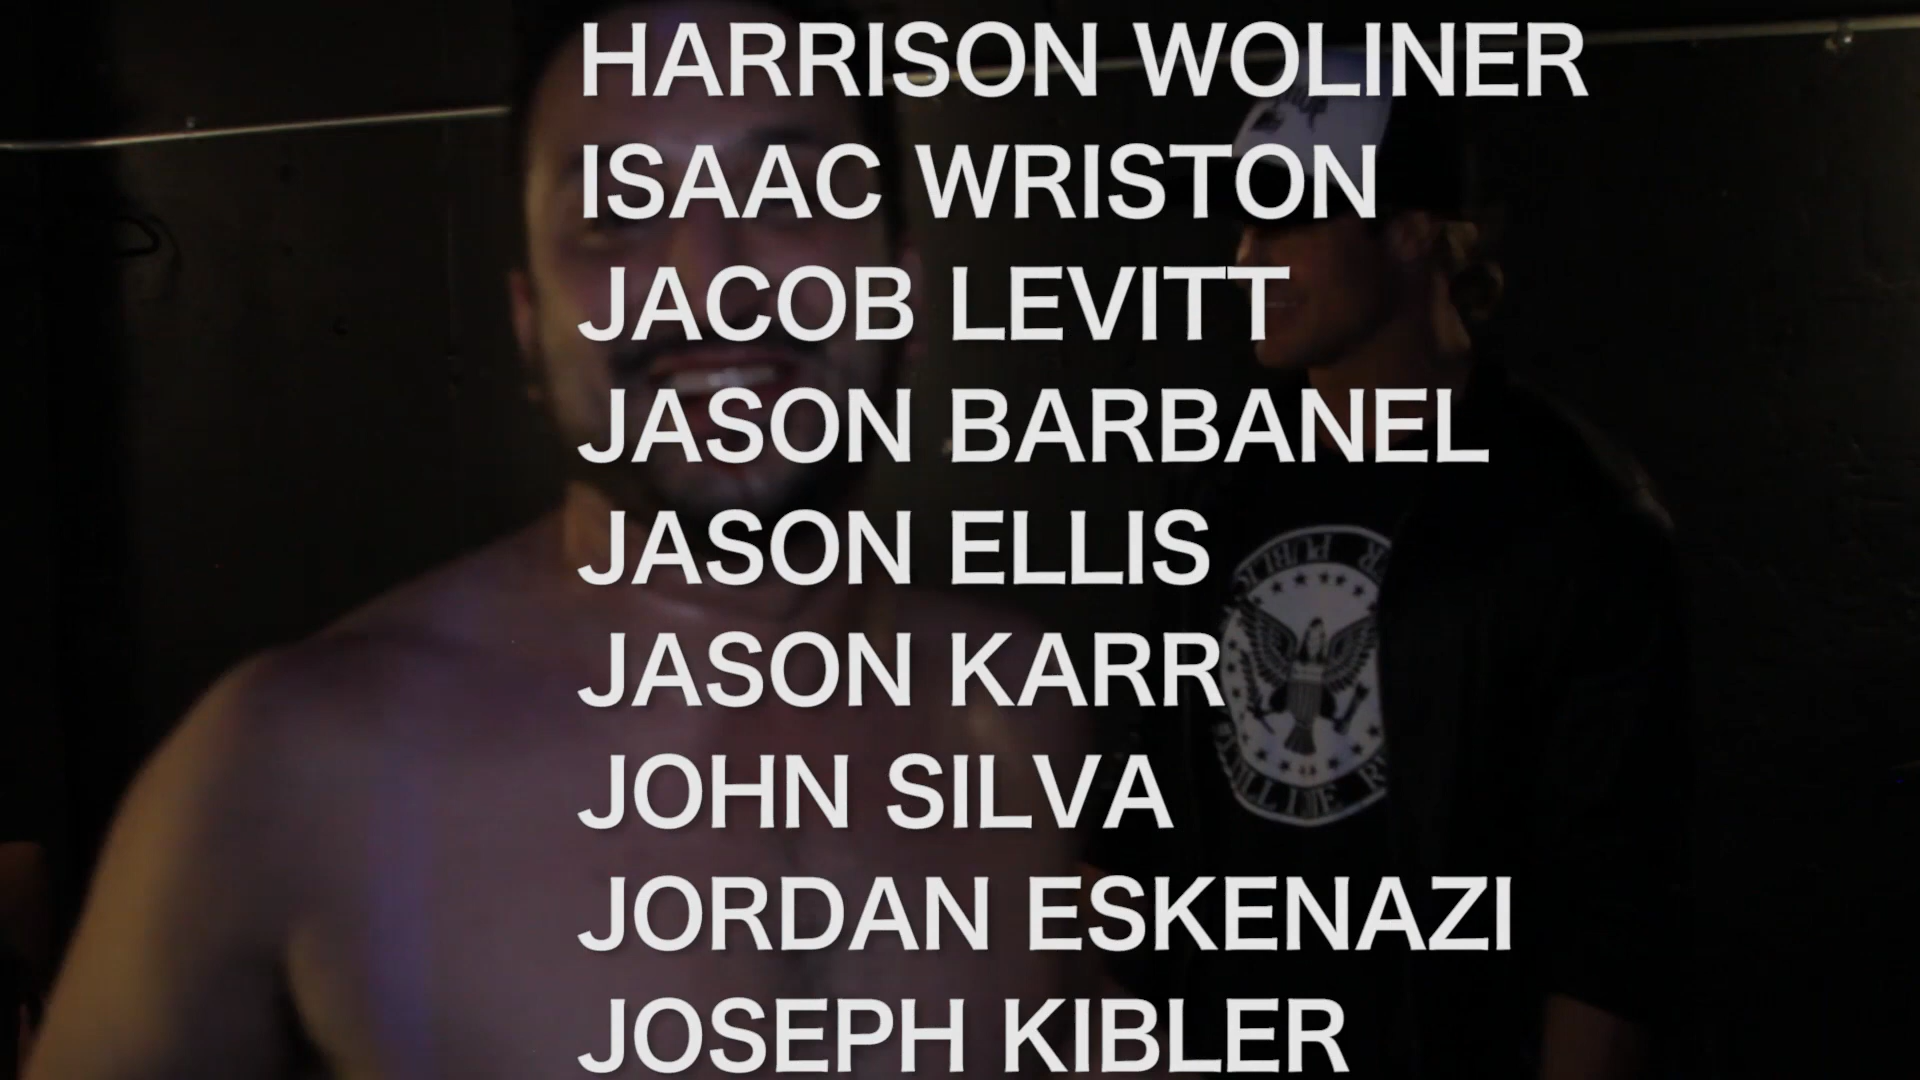 HARRISON WOLINER
ISAAC WRISTON
JACOB LEVITT
JASON BARBANEL
JASON ELLIS
JASON KARR
JOHN SILVA
JORDAN ESKENAZI
JOSEPH KIBLER